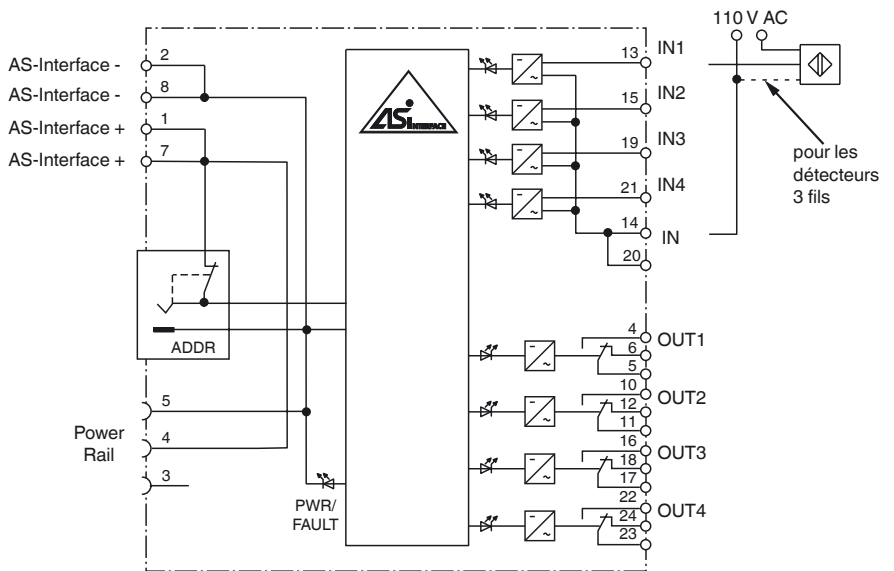 110 V AC
AS-Interface - 2
AS-Interface - 8
AS-Interface + 1
AS-Interface + 7
ASi INTERFACE
13 IN1
15 IN2
19 IN3
21 IN4
14 IN
20
pour les
détecteurs
3 fils
ADDR
Power
Rail
5
4
3
PWR/
FAULT
4 OUT1
6
5
10 OUT2
12
11
16 OUT3
18
17
22 OUT4
24
23